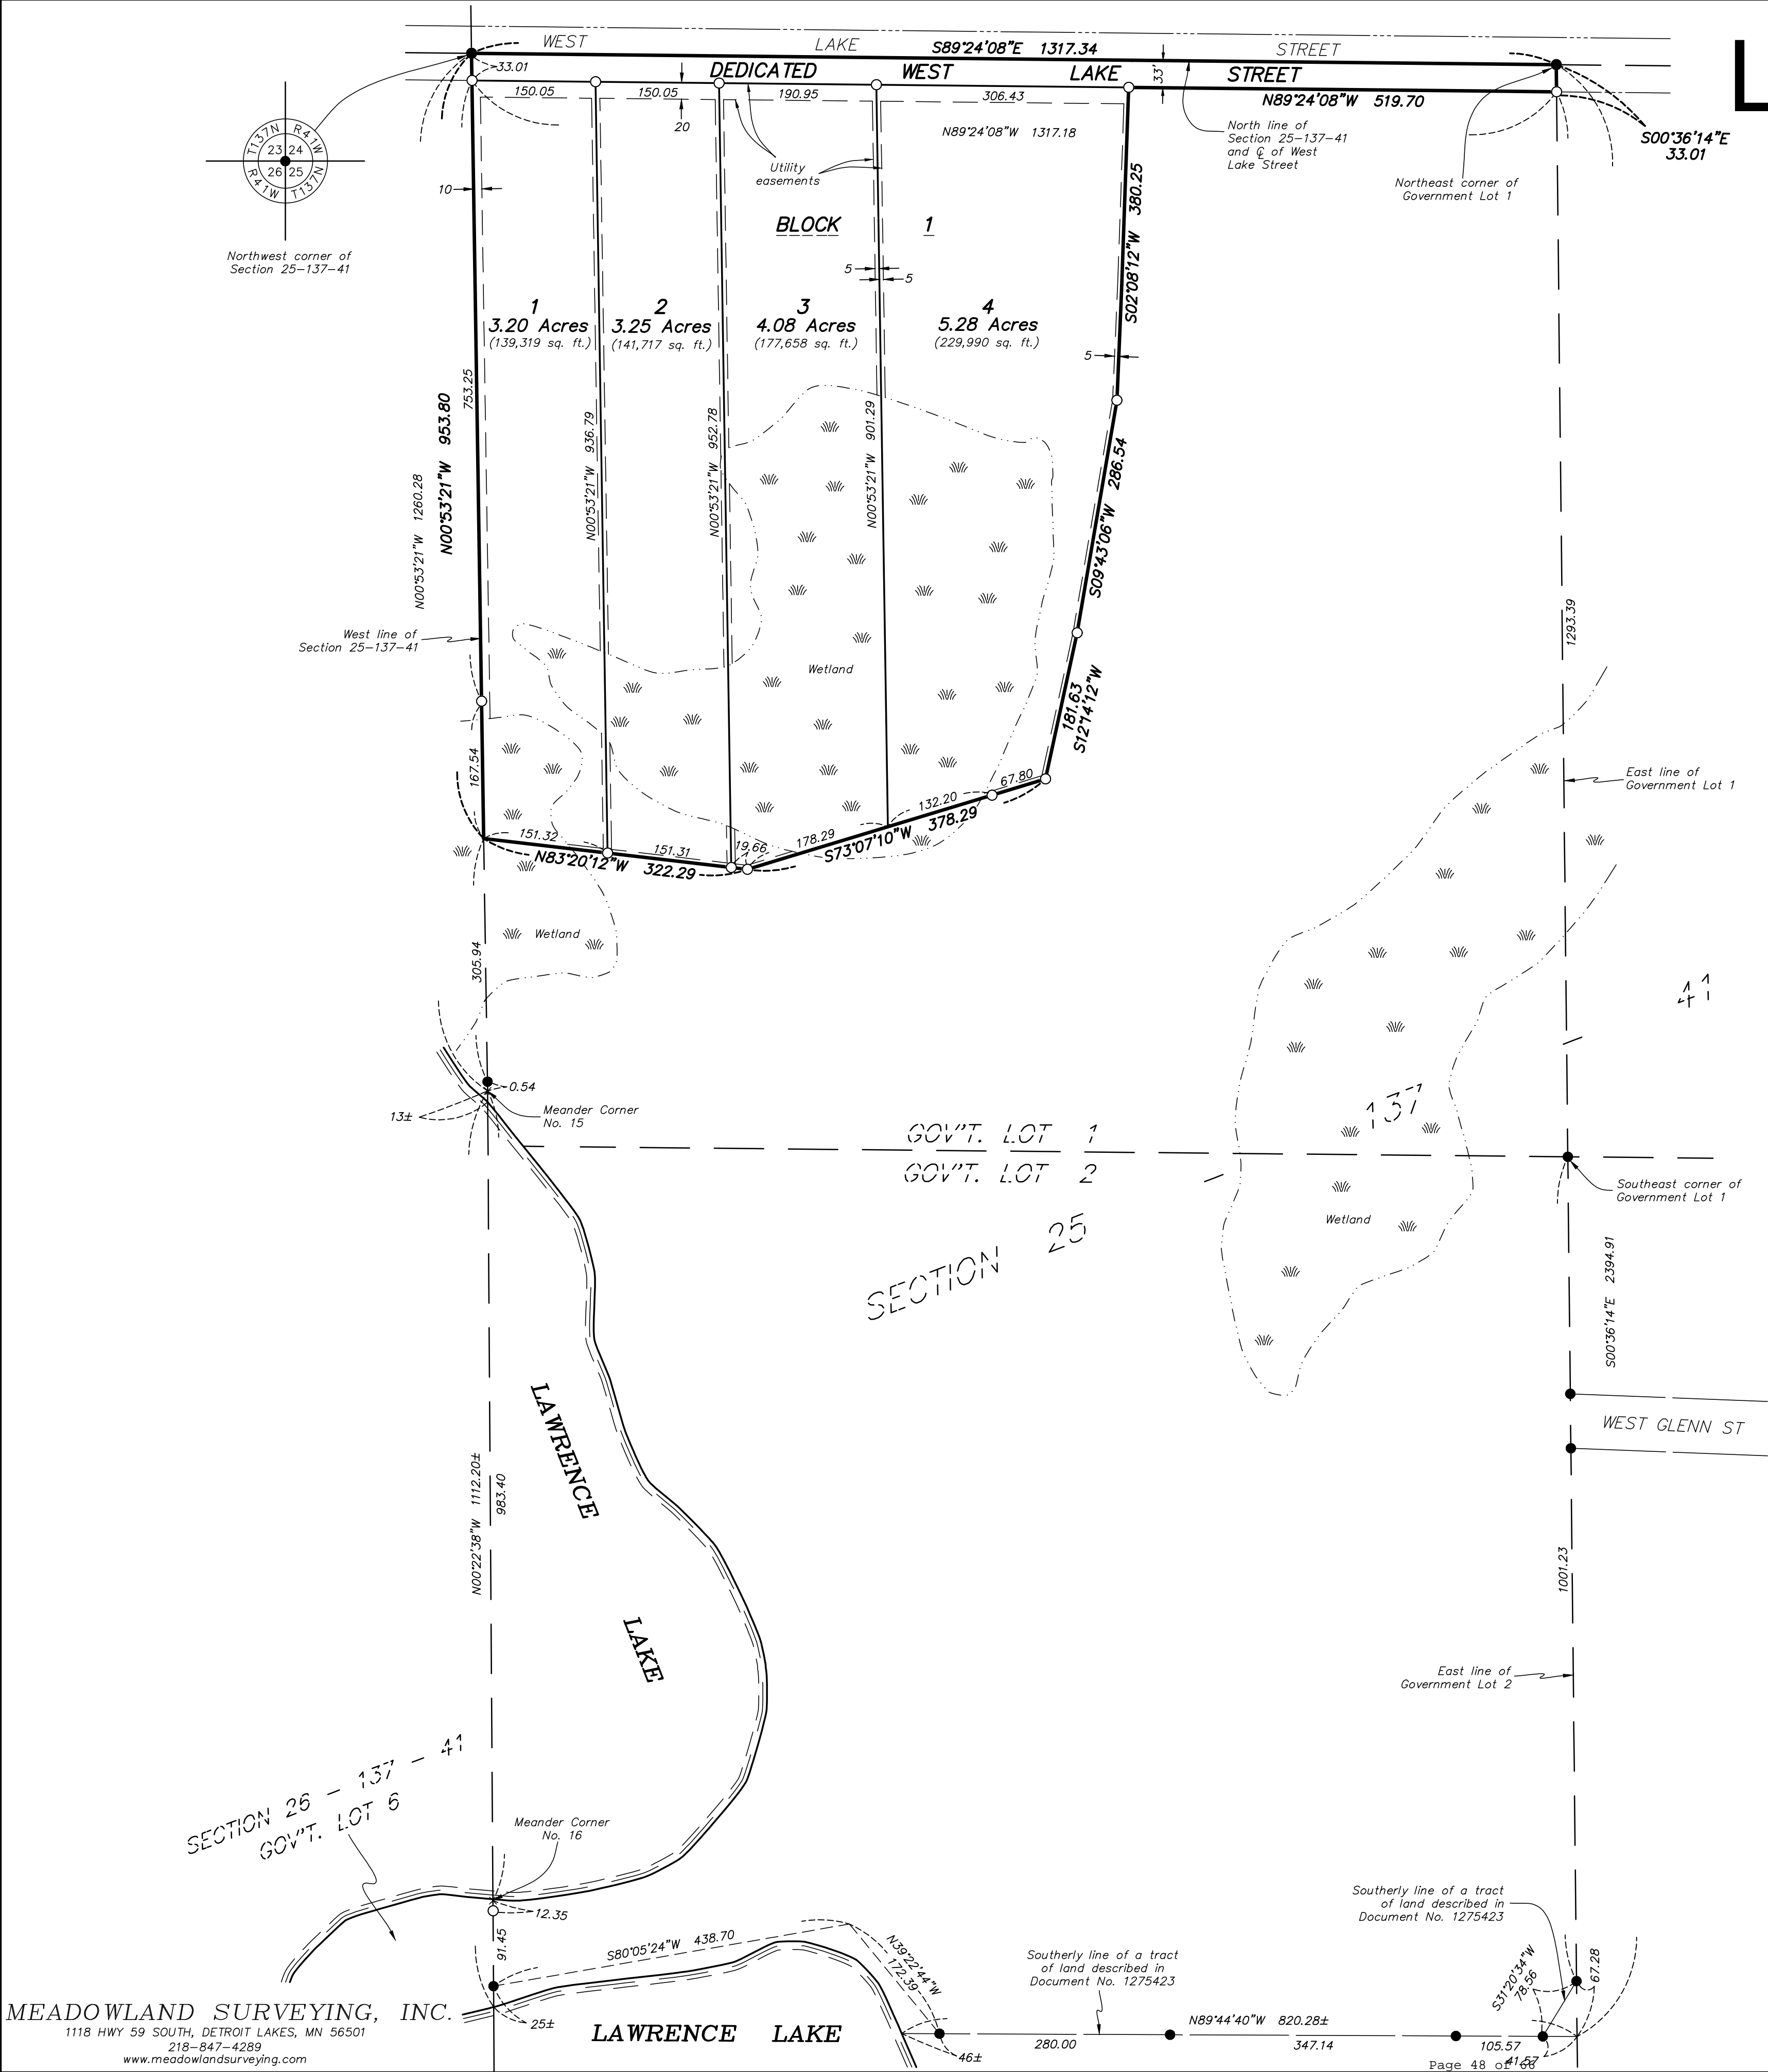 WEST LAKE STREET
S89°24'08"E 1317.34
DEDICATED WEST LAKE STREET
33.01
33'
N89°24'08"W 519.70
S00°36'14"E
33.01
150.05
150.05
190.95
306.43
20
N89°24'08"W 1317.18
Utility
easements
North line of
Section 25-137-41
and ℄ of West
Lake Street
Northeast corner of
Government Lot 1
T137N R41W
23 24
26 25
R41W T137N
Northwest corner of
Section 25-137-41
10
BLOCK 1
5
5
1
3.20 Acres
(139,319 sq. ft.)
2
3.25 Acres
(141,717 sq. ft.)
3
4.08 Acres
(177,658 sq. ft.)
4
5.28 Acres
(229,990 sq. ft.)
5
S02°08'12"W 380.25
S09°43'06"W 286.54
181.63
S12°14'12"W
753.25
N00°53'21"W 953.80
N00°53'21"W 1260.28
N00°53'21"W 936.79
N00°53'21"W 952.78
N00°53'21"W 901.29
West line of
Section 25-137-41
Wetland
167.54
151.32
151.31
19.66
178.29
132.20
67.80
N83°20'12"W 322.29
S73°07'10"W 378.29
305.94
Wetland
0.54
13±
Meander Corner
No. 15
1293.39
East line of
Government Lot 1
41
137
GOV'T. LOT 1
GOV'T. LOT 2
SECTION 25
Wetland
Southeast corner of
Government Lot 1
S00°36'14"E 2394.91
WEST GLENN ST
LAWRENCE
LAKE
N00°22'38"W 1112.20±
983.40
1001.23
East line of
Government Lot 2
SECTION 26 - 137 - 41
GOV'T. LOT 6
Meander Corner
No. 16
12.35
91.45
S80°05'24"W 438.70
N39°22'44"W
172.39
25±
46±
LAWRENCE LAKE
Southerly line of a tract
of land described in
Document No. 1275423
Southerly line of a tract
of land described in
Document No. 1275423
S31°20'34"W
78.56
67.28
N89°44'40"W 820.28±
280.00
347.14
105.57
41.57
MEADOWLAND SURVEYING, INC.
1118 HWY 59 SOUTH, DETROIT LAKES, MN 56501
218-847-4289
www.meadowlandsurveying.com
Page 48 of 66
L